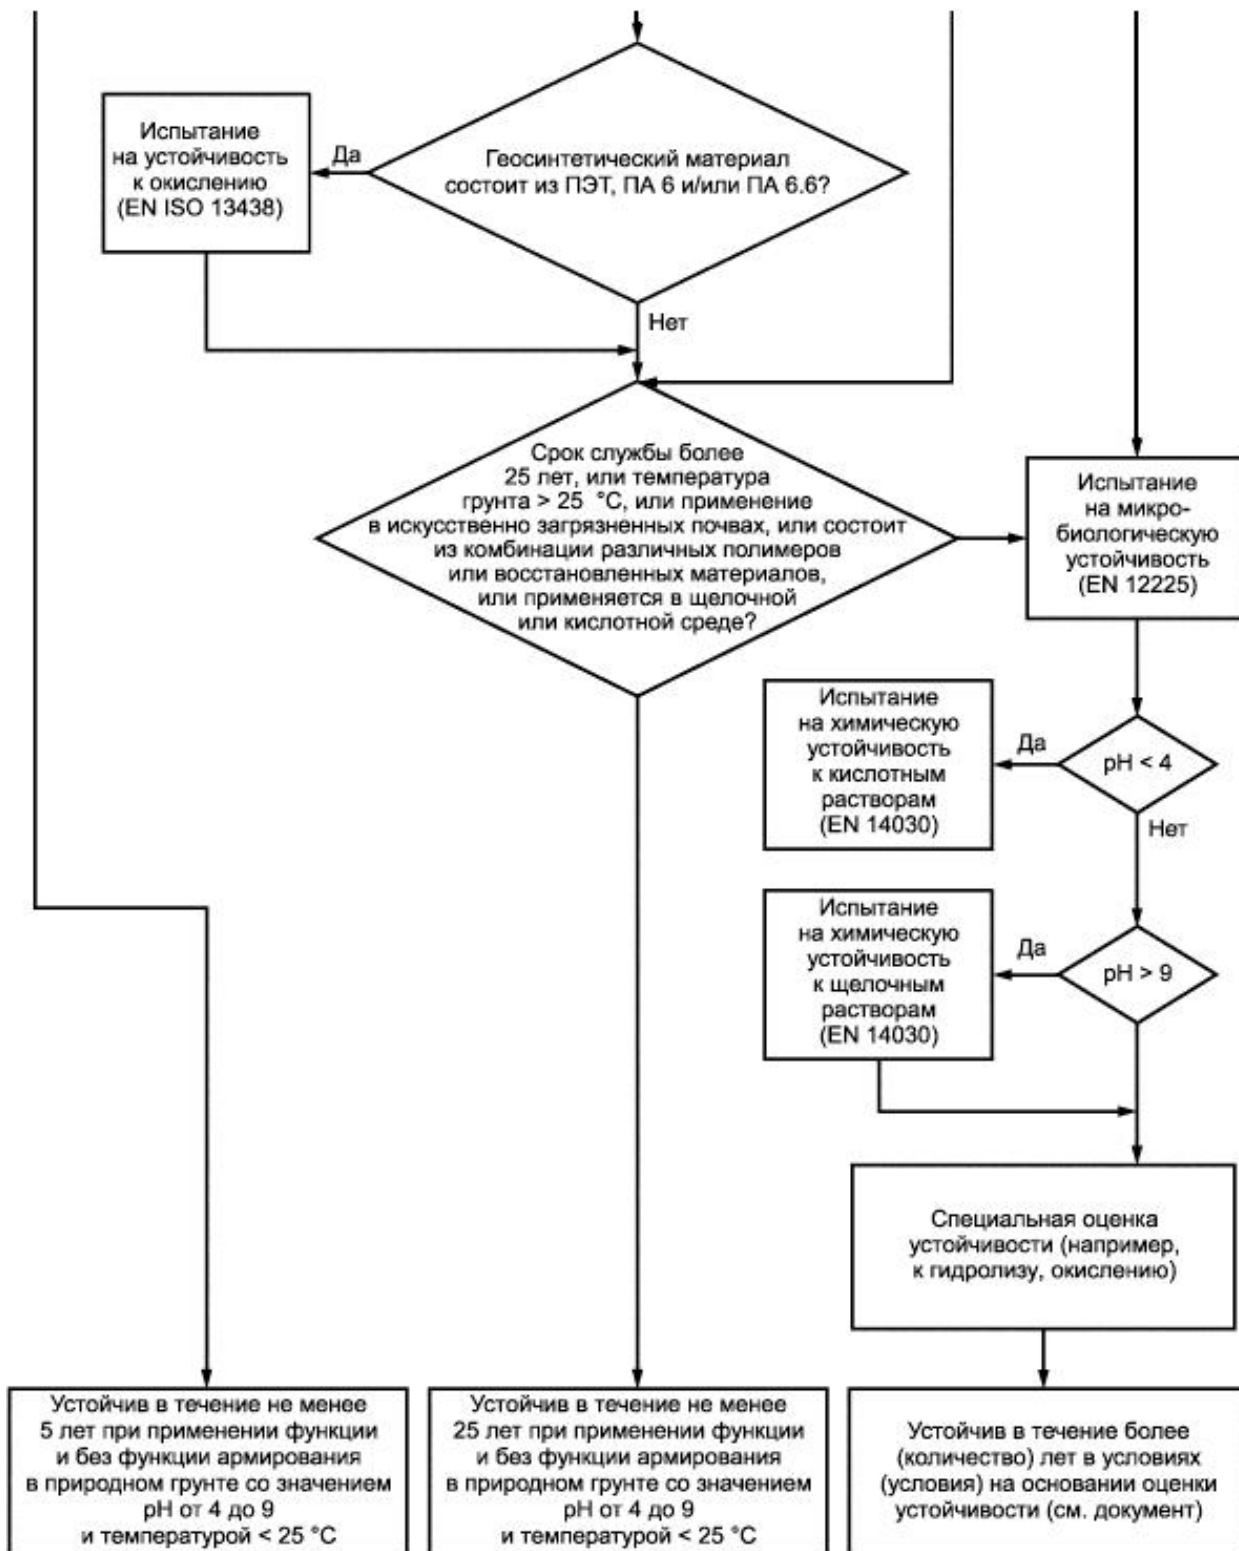 Испытание
на устойчивость
к окислению
(EN ISO 13438)
Да
Геосинтетический материал
состоит из ПЭТ, ПА 6 и/или ПА 6.6?
Нет
Срок службы более
25 лет, или температура
грунта > 25 °C, или применение
в искусственно загрязненных почвах, или состоит
из комбинации различных полимеров
или восстановленных материалов,
или применяется в щелочной
или кислотной среде?
Испытание
на микро-
биологическую
устойчивость
(EN 12225)
Испытание
на химическую
устойчивость
к кислотным
растворам
(EN 14030)
Да
pH < 4
Нет
Испытание
на химическую
устойчивость
к щелочным
растворам
(EN 14030)
Да
pH > 9
Специальная оценка
устойчивости (например,
к гидролизу, окислению)
Устойчив в течение не менее
5 лет при применении функции
и без функции армирования
в природном грунте со значением
pH от 4 до 9
и температурой < 25 °C
Устойчив в течение не менее
25 лет при применении функции
и без функции армирования
в природном грунте со значением
pH от 4 до 9
и температурой < 25 °C
Устойчив в течение более
(количество) лет в условиях
(условия) на основании оценки
устойчивости (см. документ)